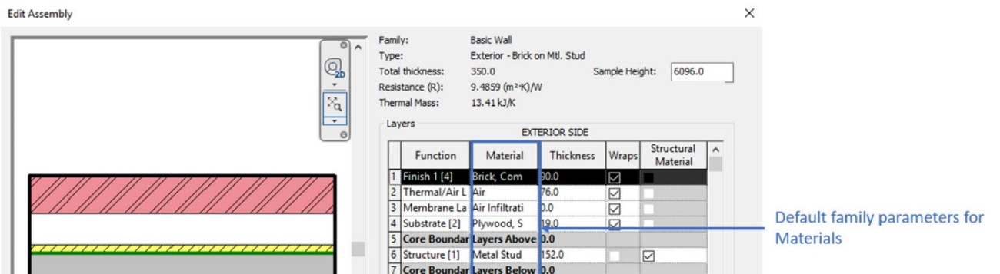 Edit Assembly
Family: Basic Wall
Type: Exterior - Brick on Mtl. Stud
Total thickness: 350.0 Sample Height: 6096.0
Resistance (R): 9.4859 (m²·K)/W
Thermal Mass: 13.41 kJ/K
2D
Layers
EXTERIOR SIDE
Function Material Thickness Wraps Structural Material
1 Finish 1 [4] Brick, Com 90.0
2 Thermal/Air L Air 76.0
3 Membrane La Air Infiltrati 0.0
4 Substrate [2] Plywood, S 19.0
5 Core Boundar Layers Above 0.0
6 Structure [1] Metal Stud 152.0
7 Core Boundar Layers Below 0.0
Default family parameters for
Materials